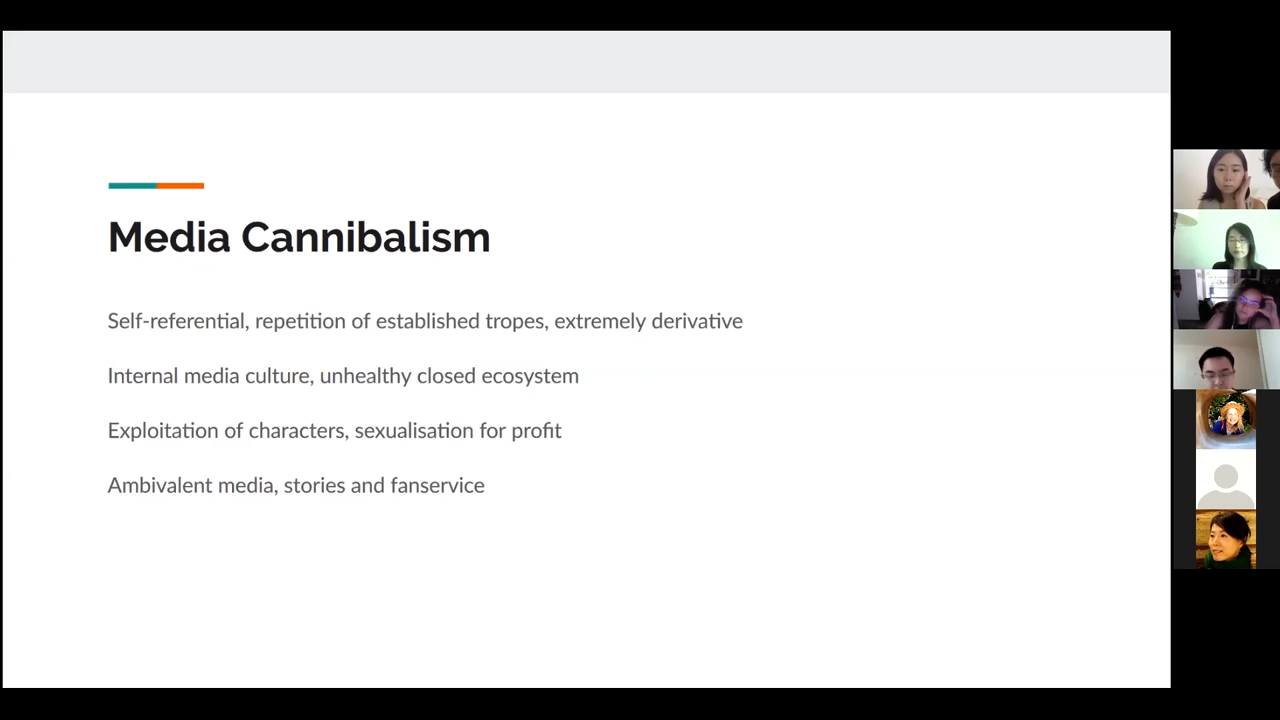 Media Cannibalism
Self-referential, repetition of established tropes, extremely derivative
Internal media culture, unhealthy closed ecosystem
Exploitation of characters, sexualisation for profit
Ambivalent media, stories and fanservice